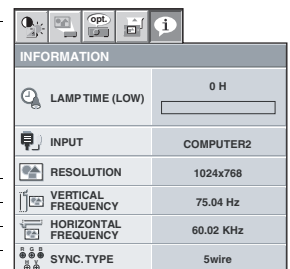 opt.
i
INFORMATION
LAMP TIME (LOW)
0 H
INPUT
COMPUTER2
RESOLUTION
1024x768
VERTICAL
FREQUENCY
75.04 Hz
HORIZONTAL
FREQUENCY
60.02 KHz
R G B
H V
SYNC. TYPE
5wire